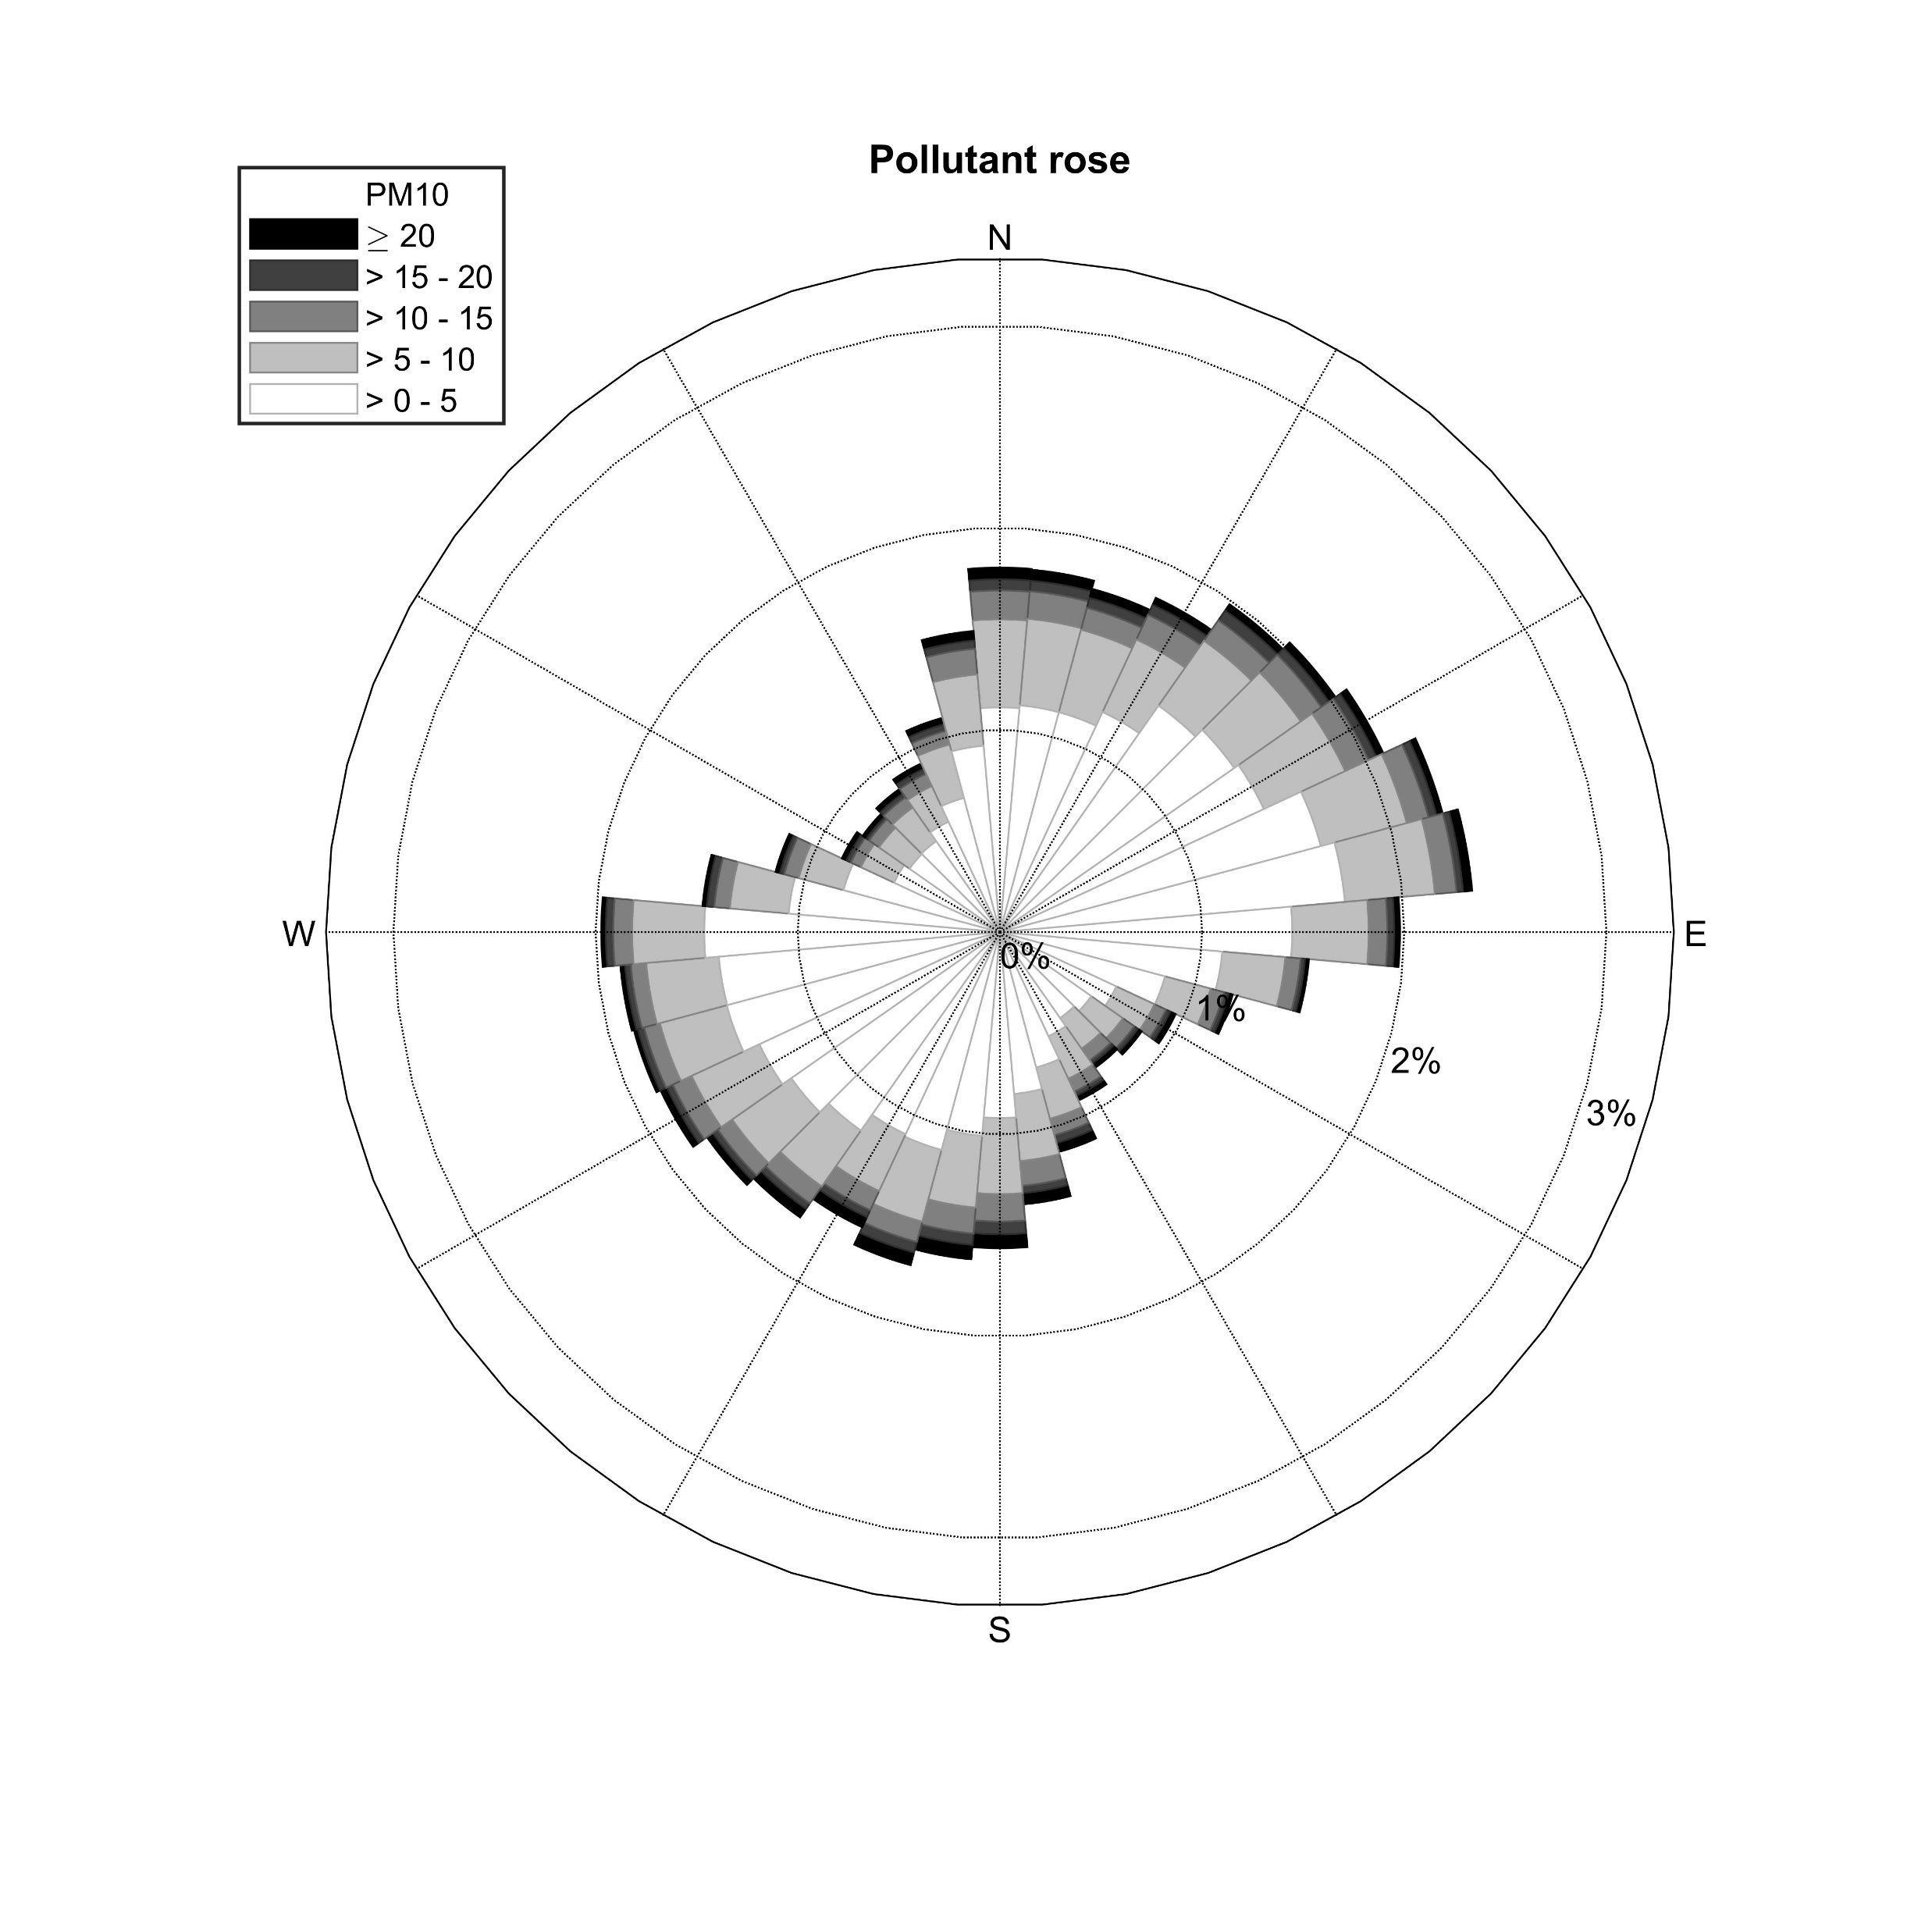 Pollutant rose
PM10
≥ 20
> 15 - 20
> 10 - 15
> 5 - 10
> 0 - 5
N
W
E
0%
1%
2%
3%
S